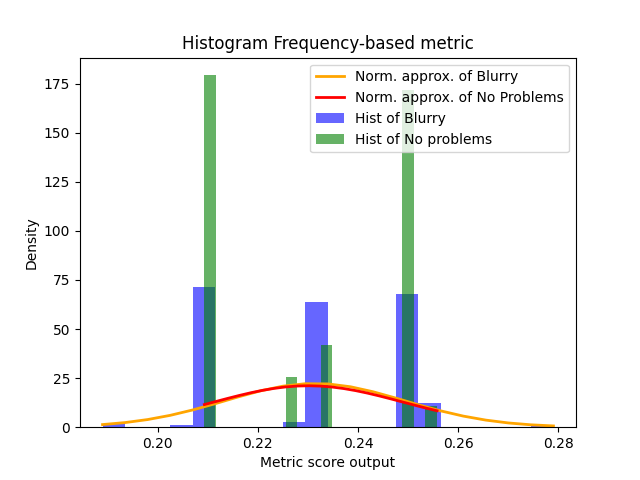 Histogram Frequency-based metric
Norm. approx. of Blurry
Norm. approx. of No Problems
Hist of Blurry
Hist of No problems
Density
175
150
125
100
75
50
25
0
0.20 0.22 0.24 0.26 0.28
Metric score output